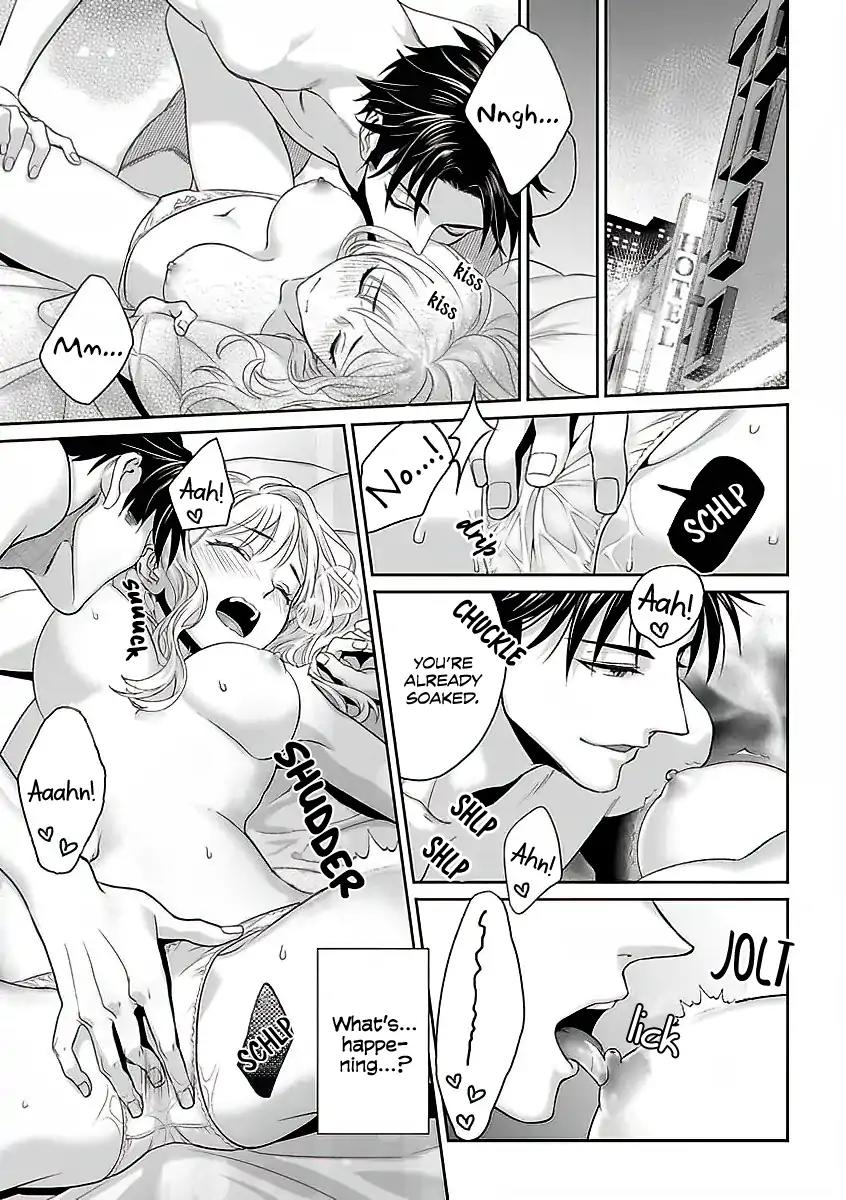 HOTEL
Nngh...
kiss
kiss
Mm...
No...!
SCHLP
drip
Aah!
CHUCKLE
YOU'RE
ALREADY
SOAKED.
SHLP
SHLP
Ahn!
JOLT
lick
Aah!
suuuck
Aaahn!
SHUDDER
SCHLP
What's...
happe-
ning...?